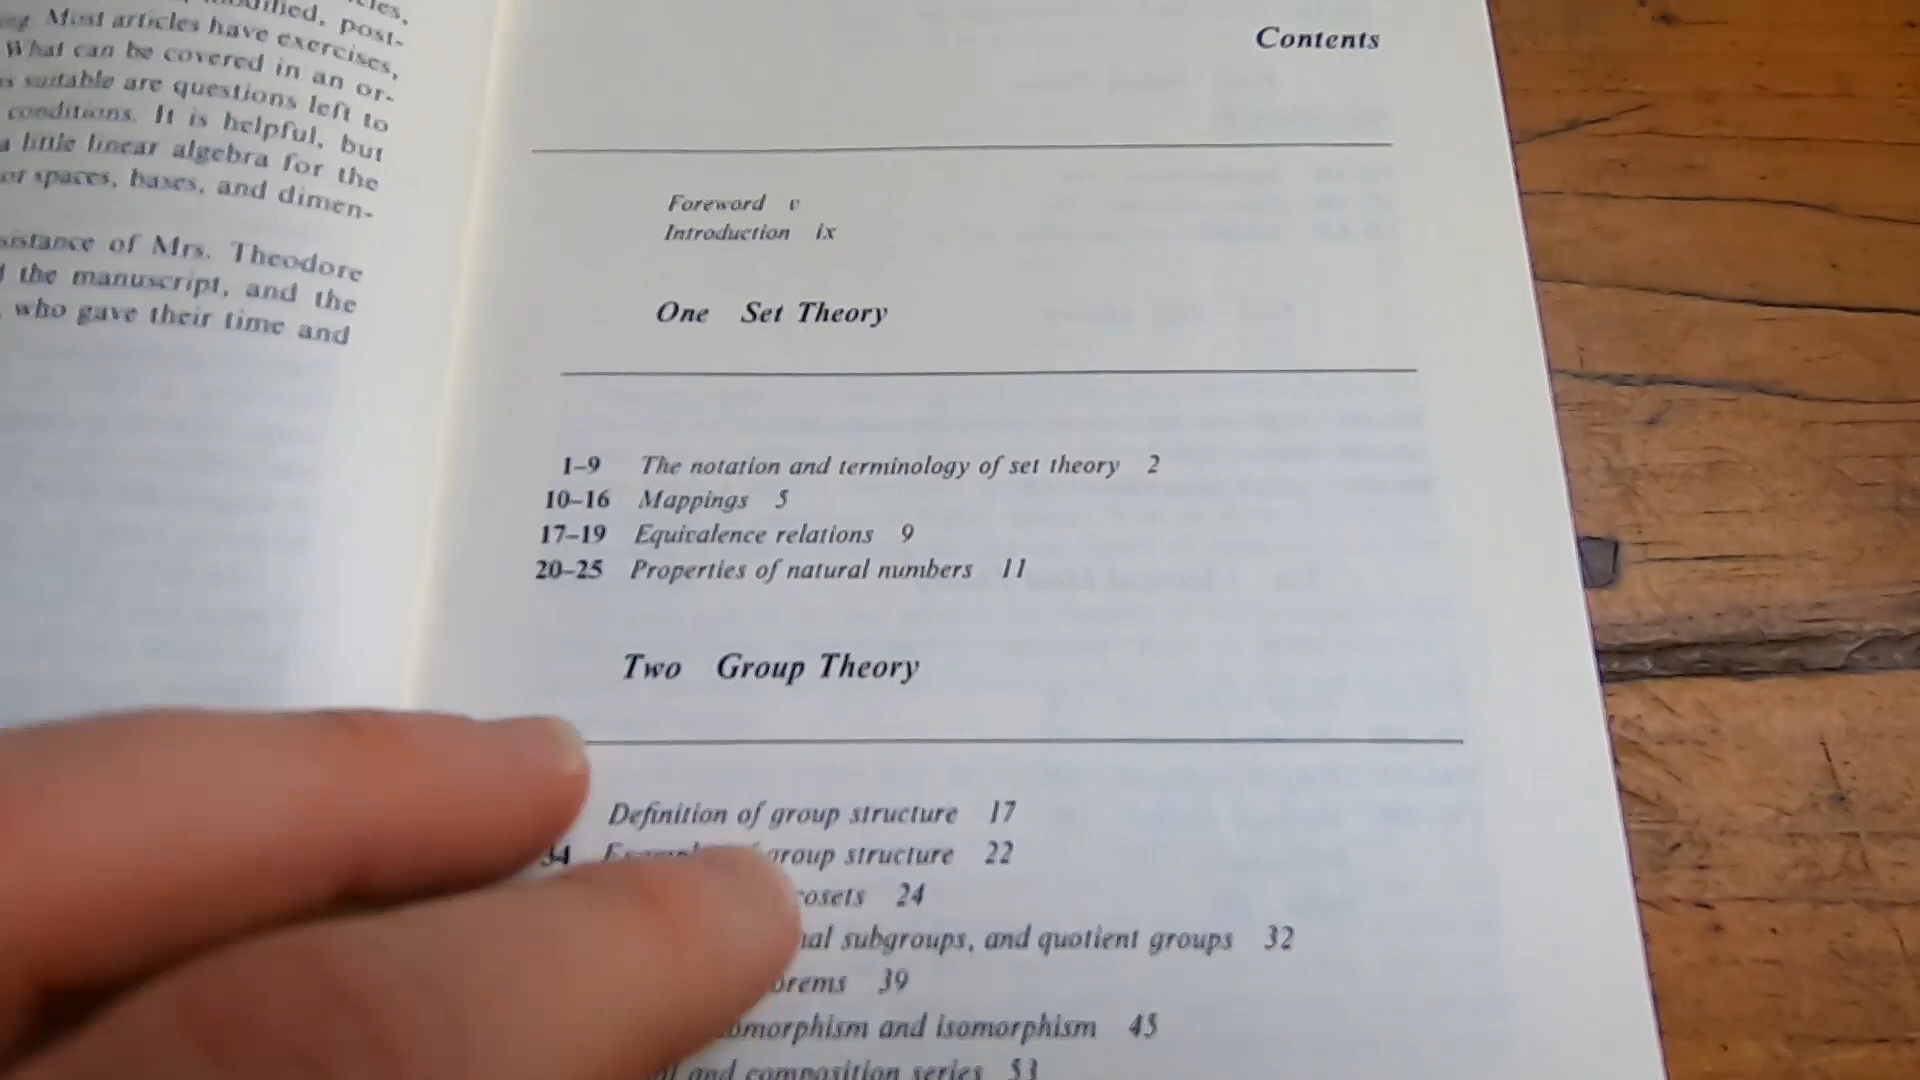 post-
Most articles have exercises,
What can be covered in an or-
suitable are questions left to
conditions. It is helpful, but
a little linear algebra for the
spaces, bases, and dimen-
of Mrs. Theodore
the manuscript, and the
who gave their time and
Contents
Foreword v
Introduction ix
One Set Theory
1–9 The notation and terminology of set theory 2
10–16 Mappings 5
17–19 Equivalence relations 9
20–25 Properties of natural numbers 11
Two Group Theory
Definition of group structure 17
group structure 22
cosets 24
subgroups, and quotient groups 32
39
and isomorphism 45
and composition series 53